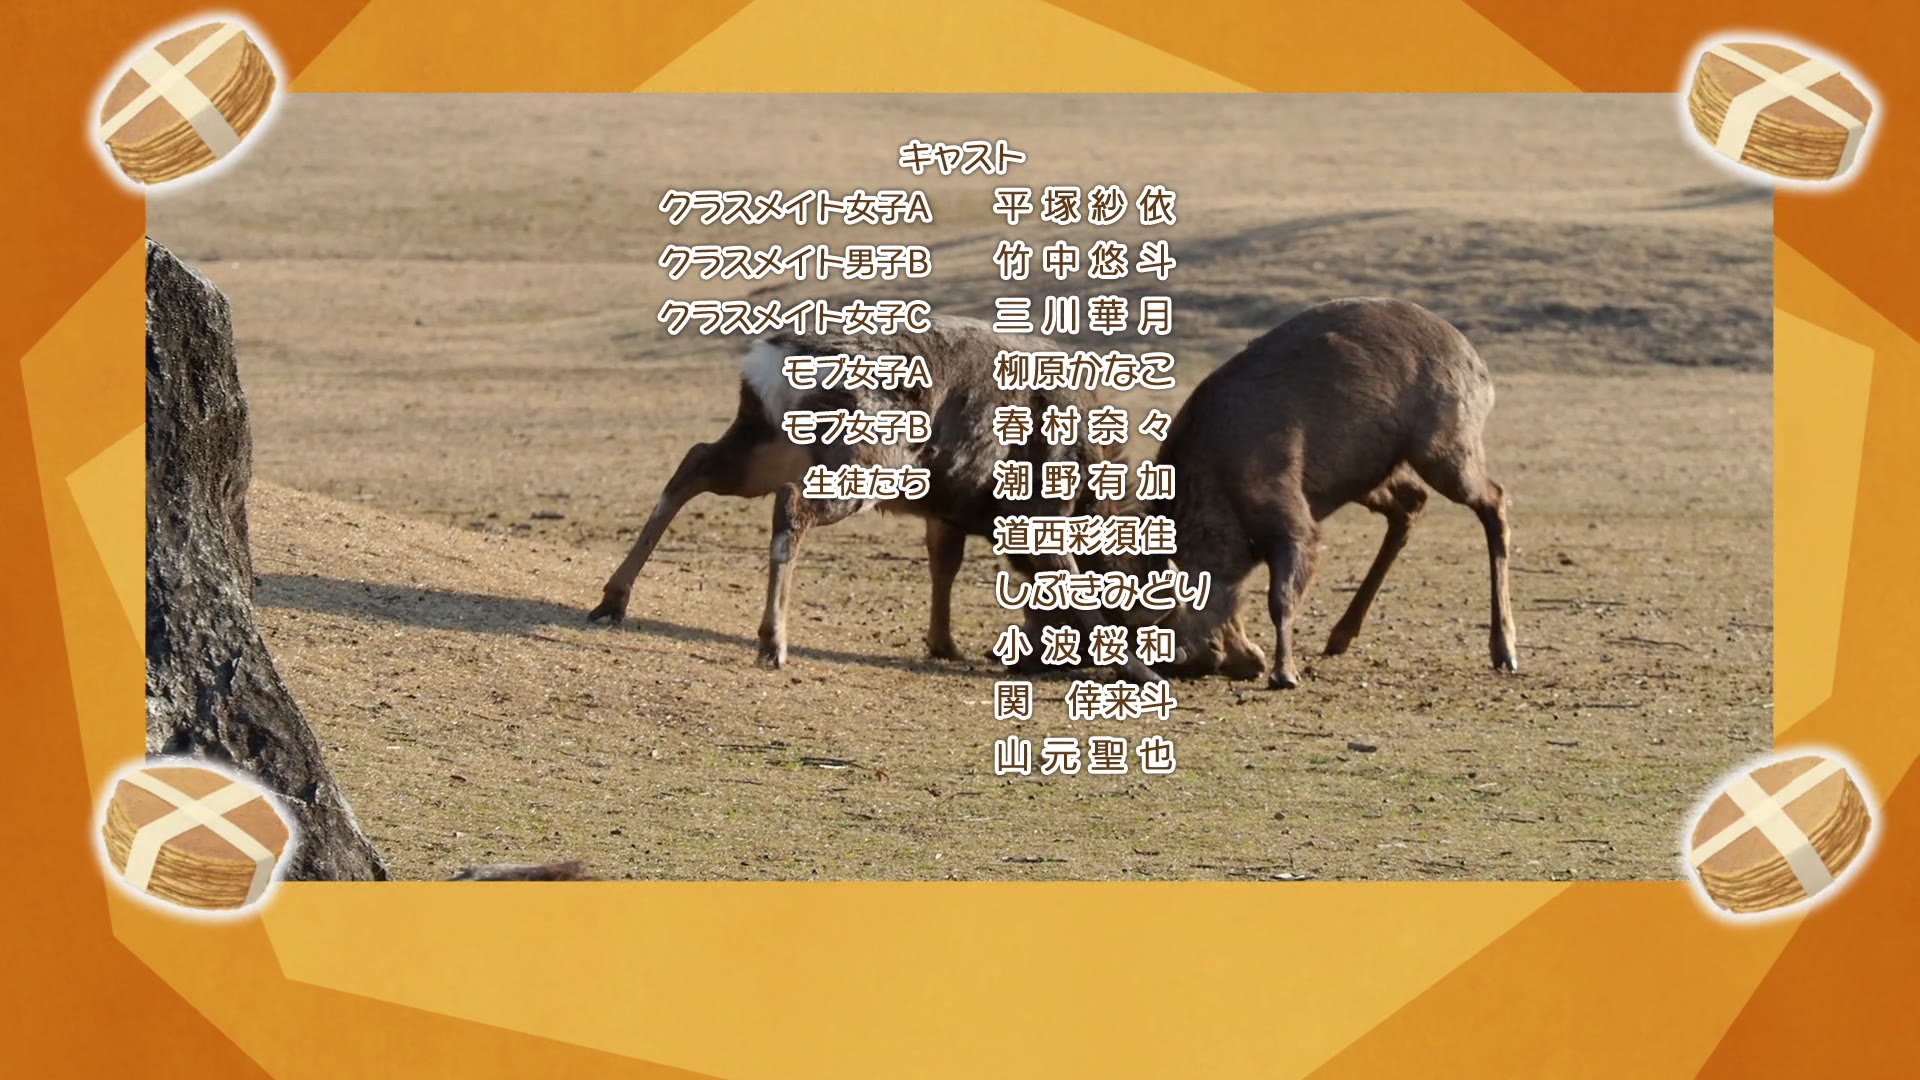 キャスト
クラスメイト女子A 平塚紗依
クラスメイト男子B 竹中悠斗
クラスメイト女子C 三川華月
モブ女子A 柳原かなこ
モブ女子B 春村奈々
生徒たち 潮野有加
道西彩須佳
しぶきみどり
小波桜和
関 倖来斗
山元聖也